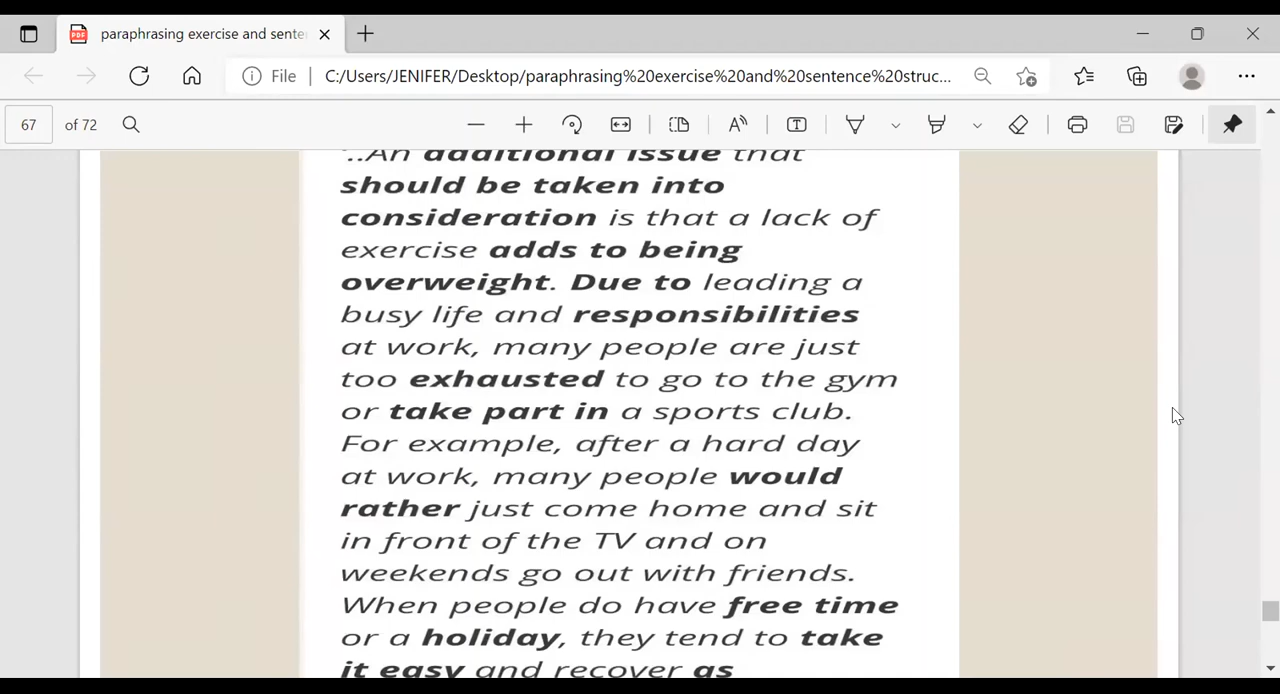 paraphrasing exercise and sente
File
C:/Users/JENIFER/Desktop/paraphrasing%20exercise%20and%20sentence%20struc...
67 of 72
'..An additional issue that
should be taken into
consideration is that a lack of
exercise adds to being
overweight. Due to leading a
busy life and responsibilities
at work, many people are just
too exhausted to go to the gym
or take part in a sports club.
For example, after a hard day
at work, many people would
rather just come home and sit
in front of the TV and on
weekends go out with friends.
When people do have free time
or a holiday, they tend to take
it easy and recover as